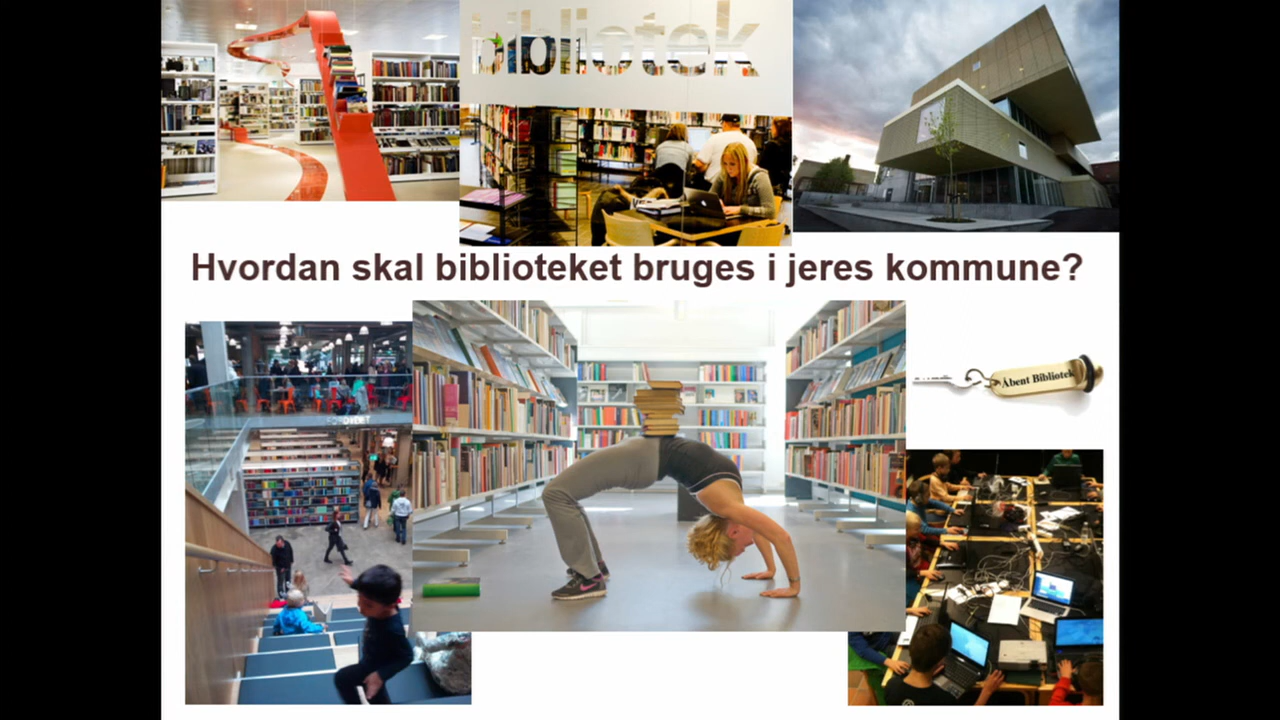 bibliotek
Hvordan skal biblioteket bruges i jeres kommune?
Åbent Bibliotek